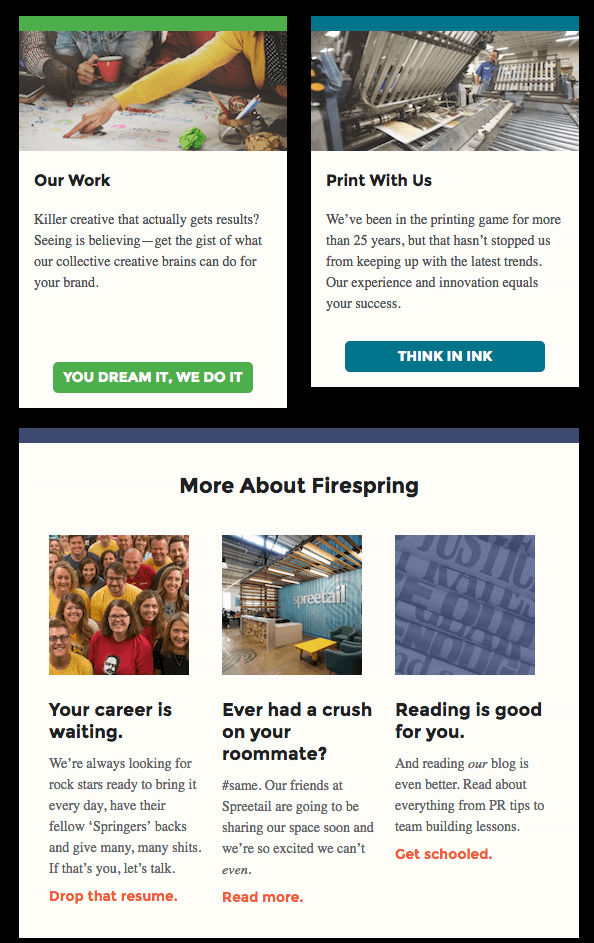 Our Work
Killer creative that actually gets results?
Seeing is believing—get the gist of what
our collective creative brains can do for
your brand.
YOU DREAM IT, WE DO IT
Print With Us
We’ve been in the printing game for more
than 25 years, but that hasn’t stopped us
from keeping up with the latest trends.
Our experience and innovation equals
your success.
THINK IN INK
More About Firespring
Your career is
waiting.
We’re always looking for
rock stars ready to bring it
every day, have their
fellow ‘Springers’ backs
and give many, many shits.
If that’s you, let’s talk.
Drop that resume.
spreetail
Ever had a crush
on your
roommate?
#same. Our friends at
Spreetail are going to be
sharing our space soon and
we’re so excited we can’t
even.
Read more.
JUSTIC
Reading is good
for you.
And reading our blog is
even better. Read about
everything from PR tips to
team building lessons.
Get schooled.